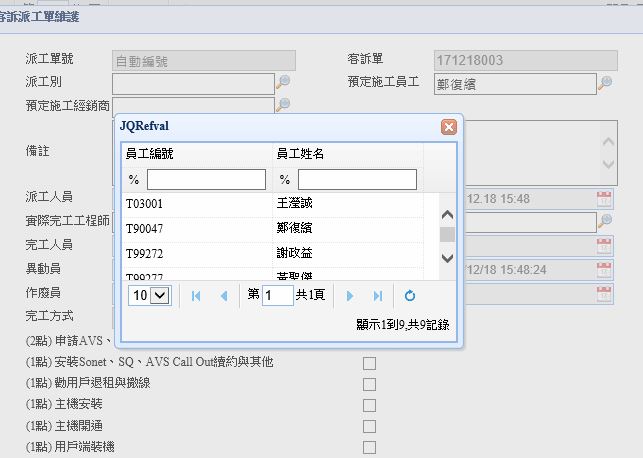 客訴派工單維護
派工單號 自動編號 客訴單 171218003
派工別 預定施工員工 鄭復繽
預定施工經銷商
JQRefval
員工編號 員工姓名
% %
T03001 王瀅誠
T90047 鄭復繽
T99272 謝政益
T99277 黃聖傑
10 第 1 共1頁
顯示1到9,共9記錄
備註
派工人員 12.18 15:48
實際完工工程師
完工人員
異動員 /12/18 15:48:24
作廢員
完工方式
(2點) 申請AVS、
(1點) 安裝Sonet、SQ、AVS Call Out續約與其他
(1點) 勸用戶退租與撤線
(1點) 主機安裝
(1點) 主機開通
(1點) 用戶端裝機